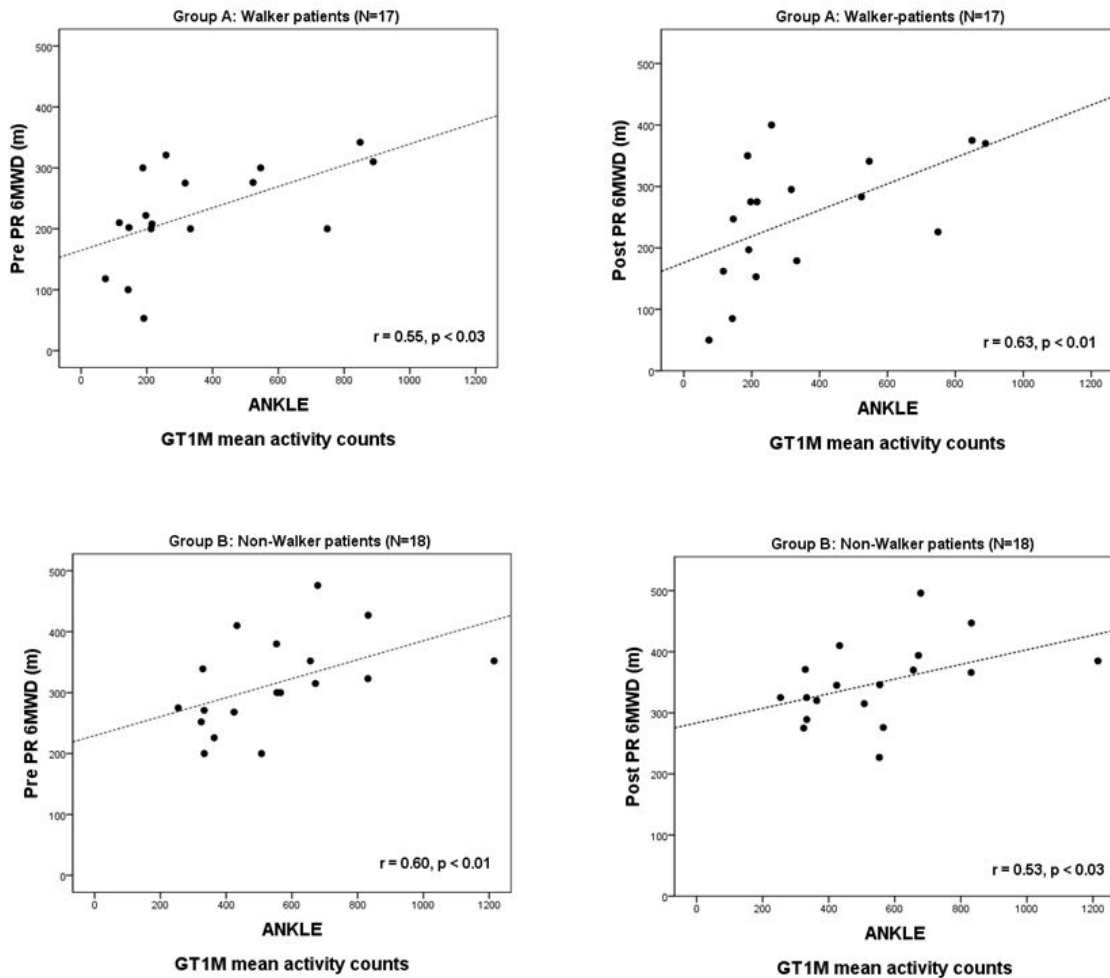 Group A: Walker patients (N=17)
500
400
300
200
100
0
Pre PR 6MWD (m)
r = 0.55, p < 0.03
0 200 400 600 800 1000 1200
ANKLE
GT1M mean activity counts
Group A: Walker-patients (N=17)
500
400
300
200
100
0
Post PR 6MWD (m)
r = 0.63, p < 0.01
0 200 400 600 800 1000 1200
ANKLE
GT1M mean activity counts
Group B: Non-Walker patients (N=18)
500
400
300
200
100
0
Pre PR 6MWD (m)
r = 0.60, p < 0.01
0 200 400 600 800 1000 1200
ANKLE
GT1M mean activity counts
Group B: Non-Walker patients (N=18)
500
400
300
200
100
0
Post PR 6MWD (m)
r = 0.53, p < 0.03
0 200 400 600 800 1000 1200
ANKLE
GT1M mean activity counts